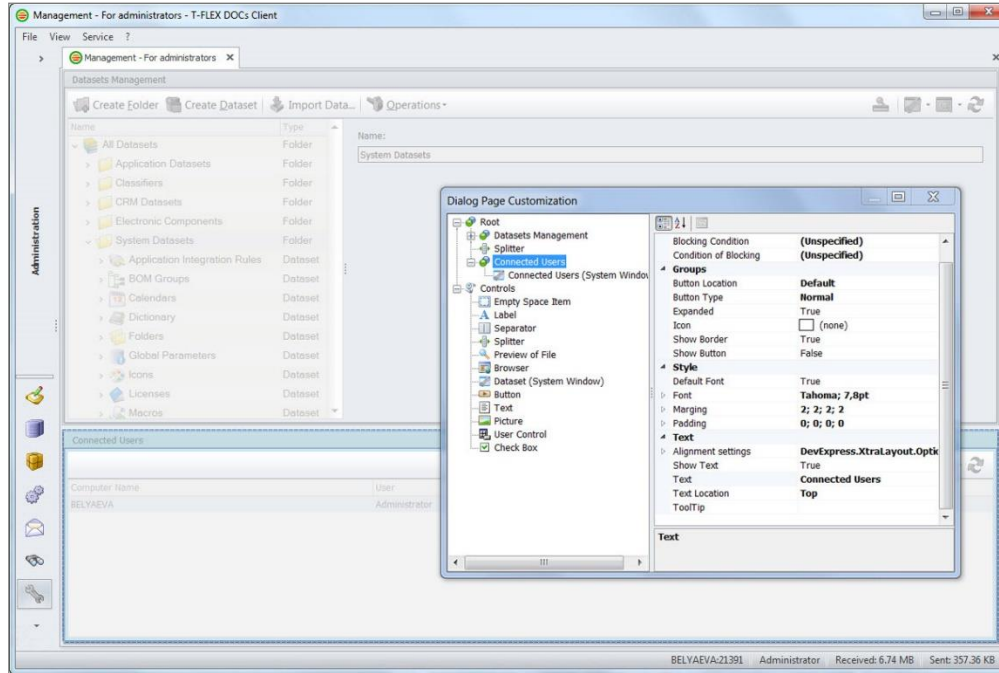 Management - For administrators - T-FLEX DOCs Client
File View Service ?
Management - For administrators
Datasets Management
Create Folder Create Dataset Import Data... Operations
Name Type
All Datasets Folder
Application Datasets Folder
Classifiers Folder
CRM Datasets Folder
Electronic Components Folder
System Datasets Folder
Application Integration Rules Dataset
BOM Groups Dataset
Calendars Dataset
Dictionary Dataset
Folders Dataset
Global Parameters Dataset
Icons Dataset
Licenses Dataset
Macros Dataset
Name:
System Datasets
Administration
Connected Users
Computer Name User
BELYAEVA Administrator
Dialog Page Customization
Root
Datasets Management
Splitter
Connected Users
Connected Users (System Window
Controls
Empty Space Item
Label
Separator
Splitter
Preview of File
Browser
Dataset (System Window)
Button
Text
Picture
User Control
Check Box
Blocking Condition (Unspecified)
Condition of Blocking (Unspecified)
Groups
Button Location Default
Button Type Normal
Expanded True
Icon (none)
Show Border True
Show Button False
Style
Default Font True
Font Tahoma; 7,8pt
Marging 2; 2; 2; 2
Padding 0; 0; 0; 0
Text
Alignment settings DevExpress.XtraLayout.Optic
Show Text True
Text Connected Users
Text Location Top
ToolTip
Text
BELYAEVA:21391 Administrator Received: 6.74 MB Sent: 357.36 KB